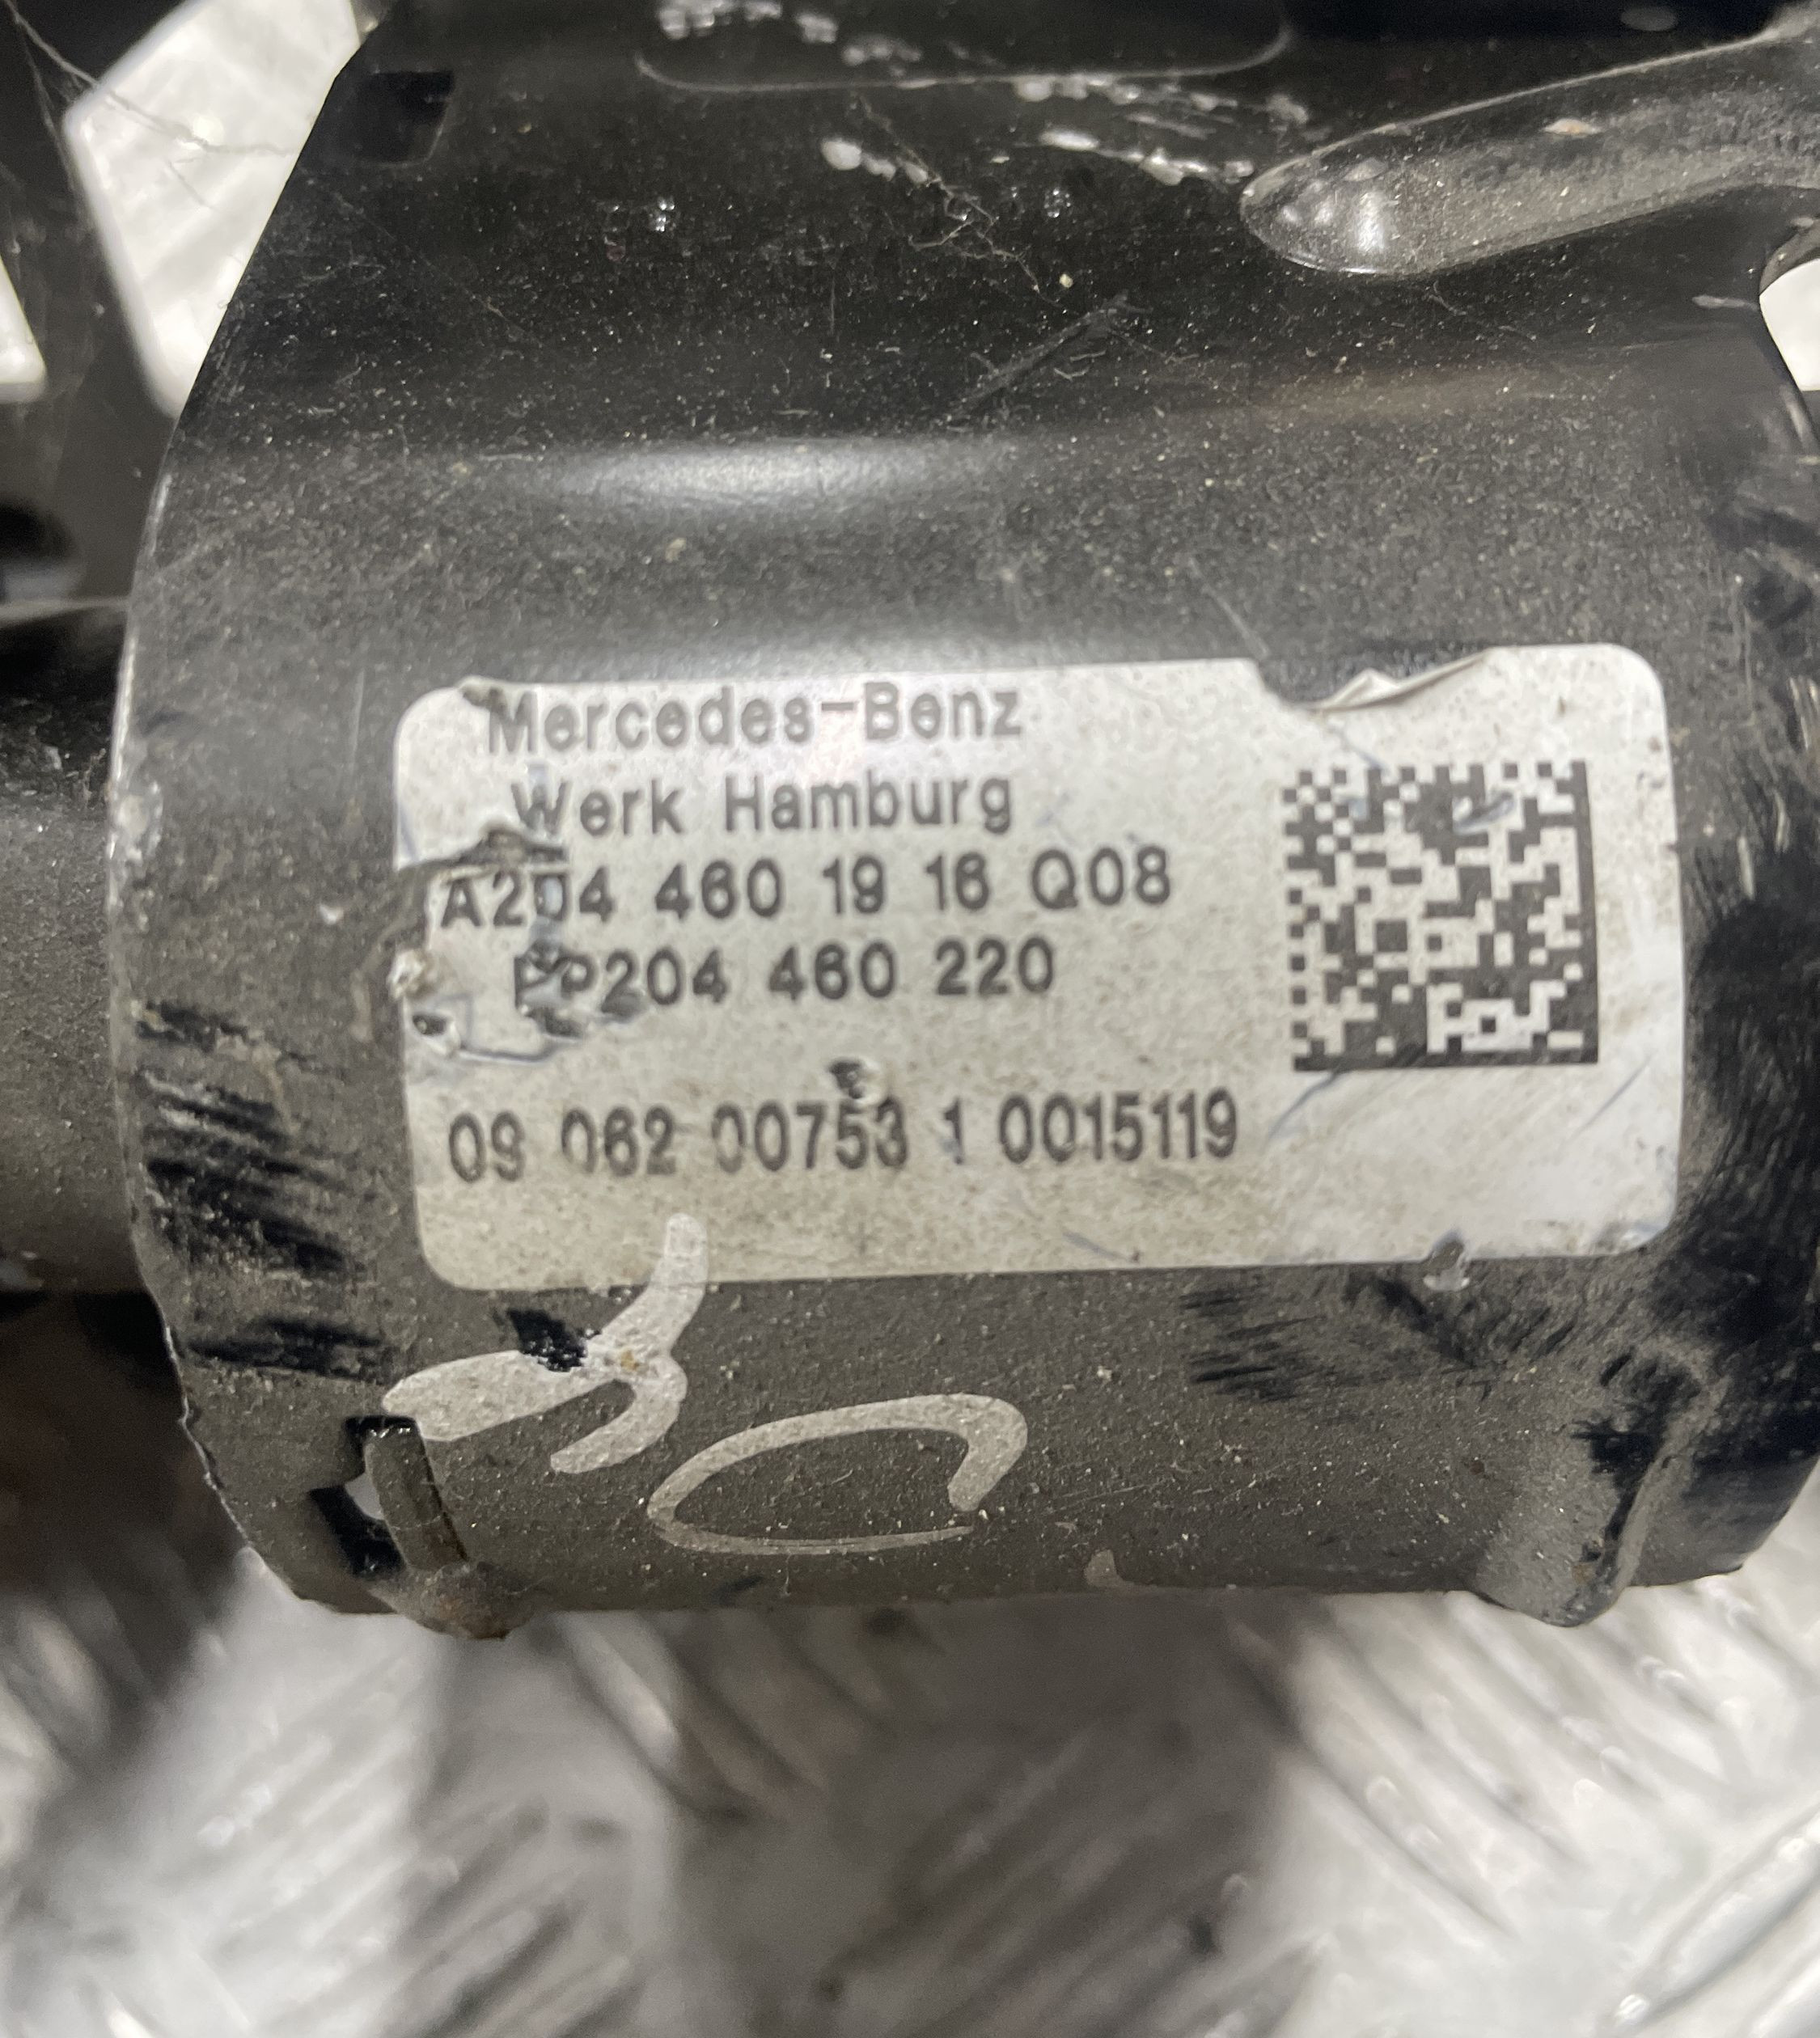 Mercedes-Benz
Werk Hamburg
A204 460 19 16 Q08
PP204 460 220
09 062 00753 1 0015119